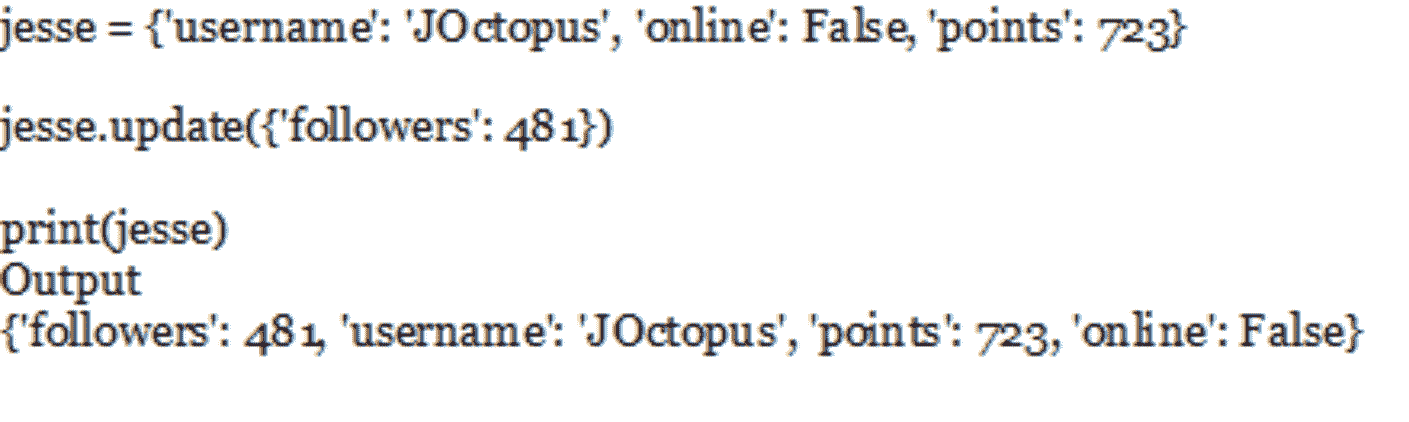 jesse = {'username': 'JOctopus', 'online': False, 'points': 723}
jesse.update({'followers': 481})
print(jesse)
Output
{'followers': 481, 'username': 'JOctopus', 'points': 723, 'online': False}